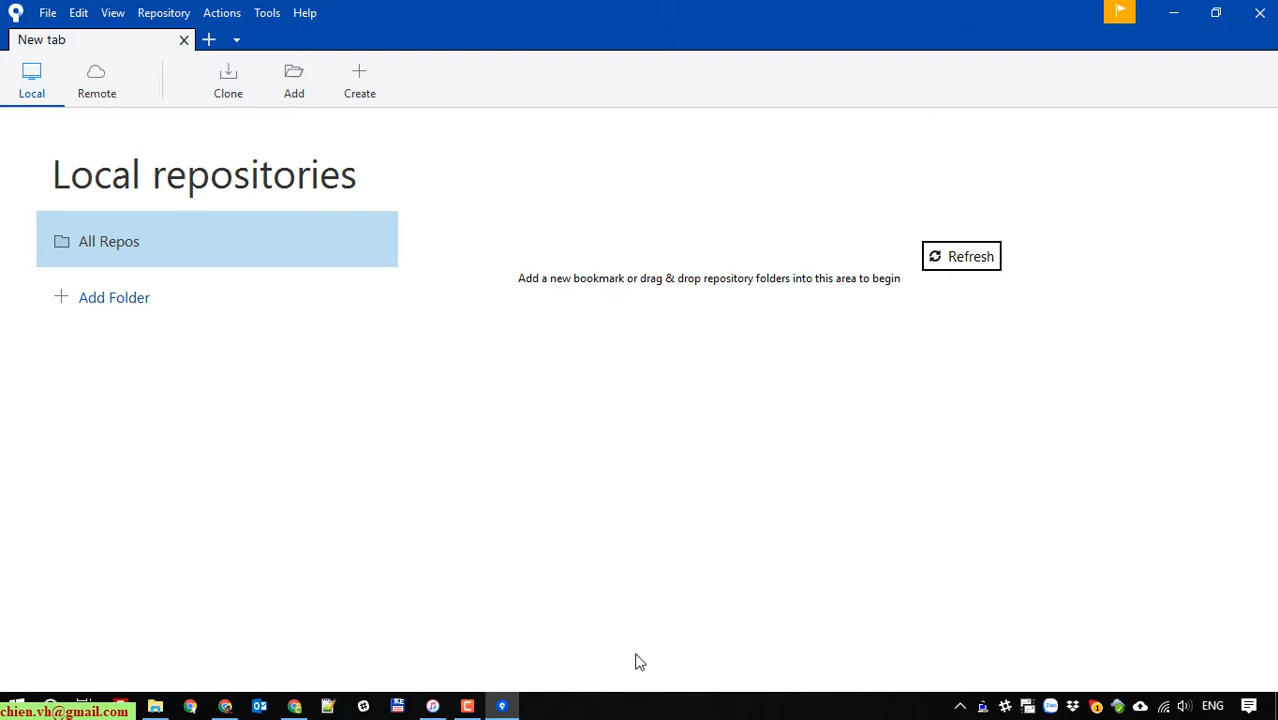 File Edit View Repository Actions Tools Help
New tab
Local Remote Clone Add Create
Local repositories
All Repos
Refresh
Add a new bookmark or drag & drop repository folders into this area to begin
Add Folder
chien.vh@gmail.com
Zalo
1
ENG